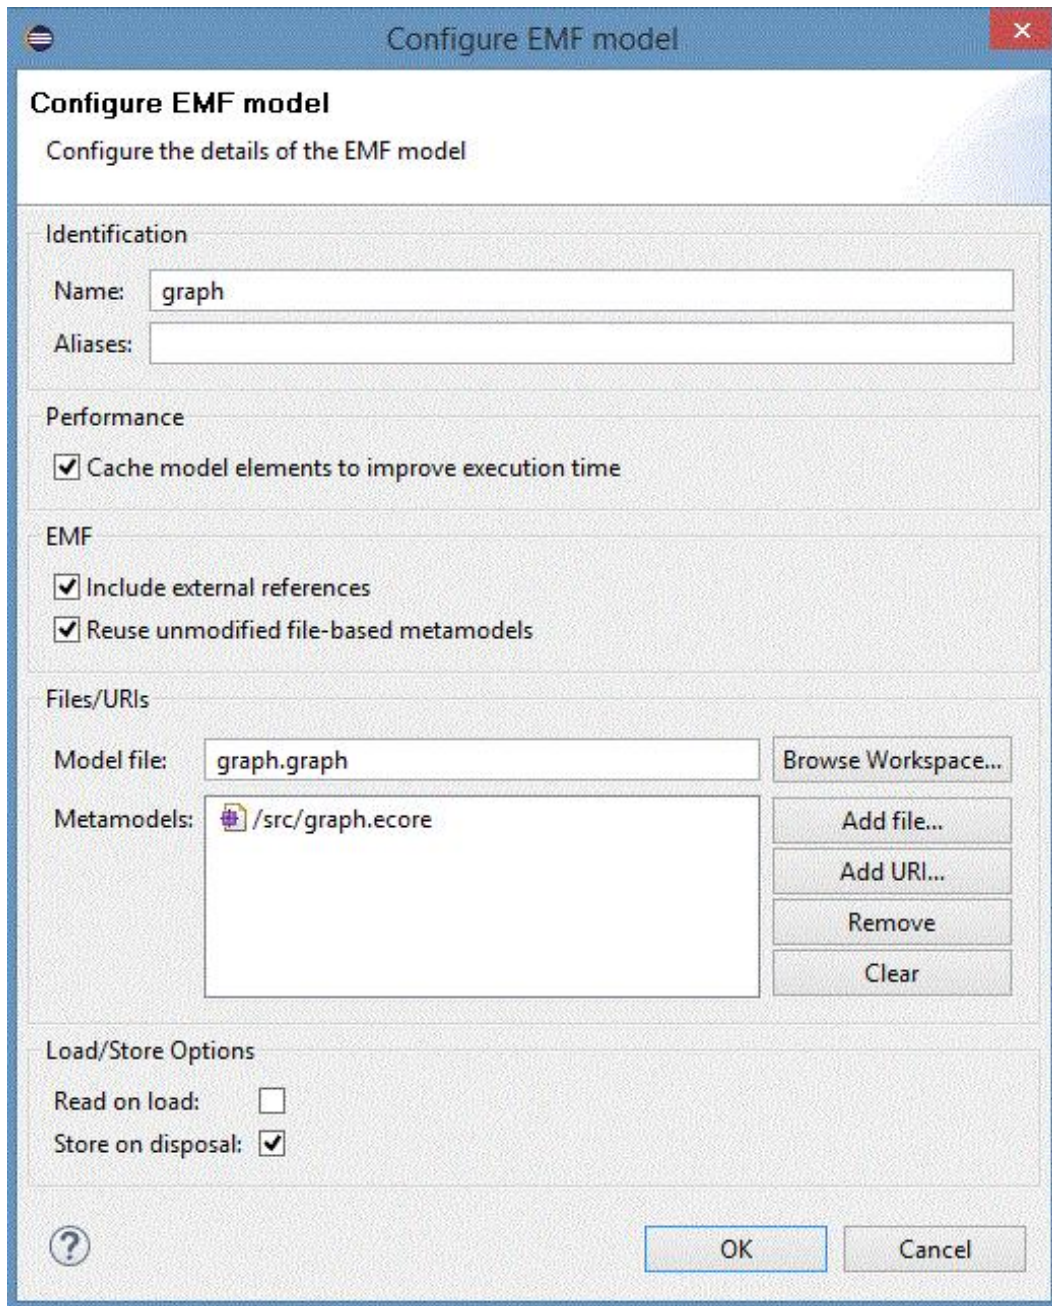 Configure EMF model
Configure EMF model
Configure the details of the EMF model
Identification
Name: graph
Aliases:
Performance
Cache model elements to improve execution time
EMF
Include external references
Reuse unmodified file-based metamodels
Files/URIs
Model file: graph.graph Browse Workspace...
Metamodels: /src/graph.ecore Add file...
Add URI...
Remove
Clear
Load/Store Options
Read on load:
Store on disposal:
OK Cancel